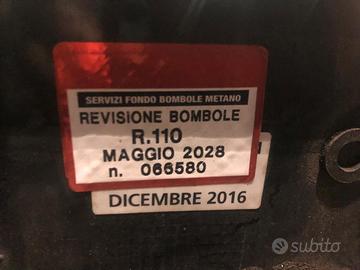 SERVIZI FONDO BOMBOLE METANO
REVISIONE BOMBOLE
R.110
MAGGIO 2028
n. 066580
DICEMBRE 2016
subito